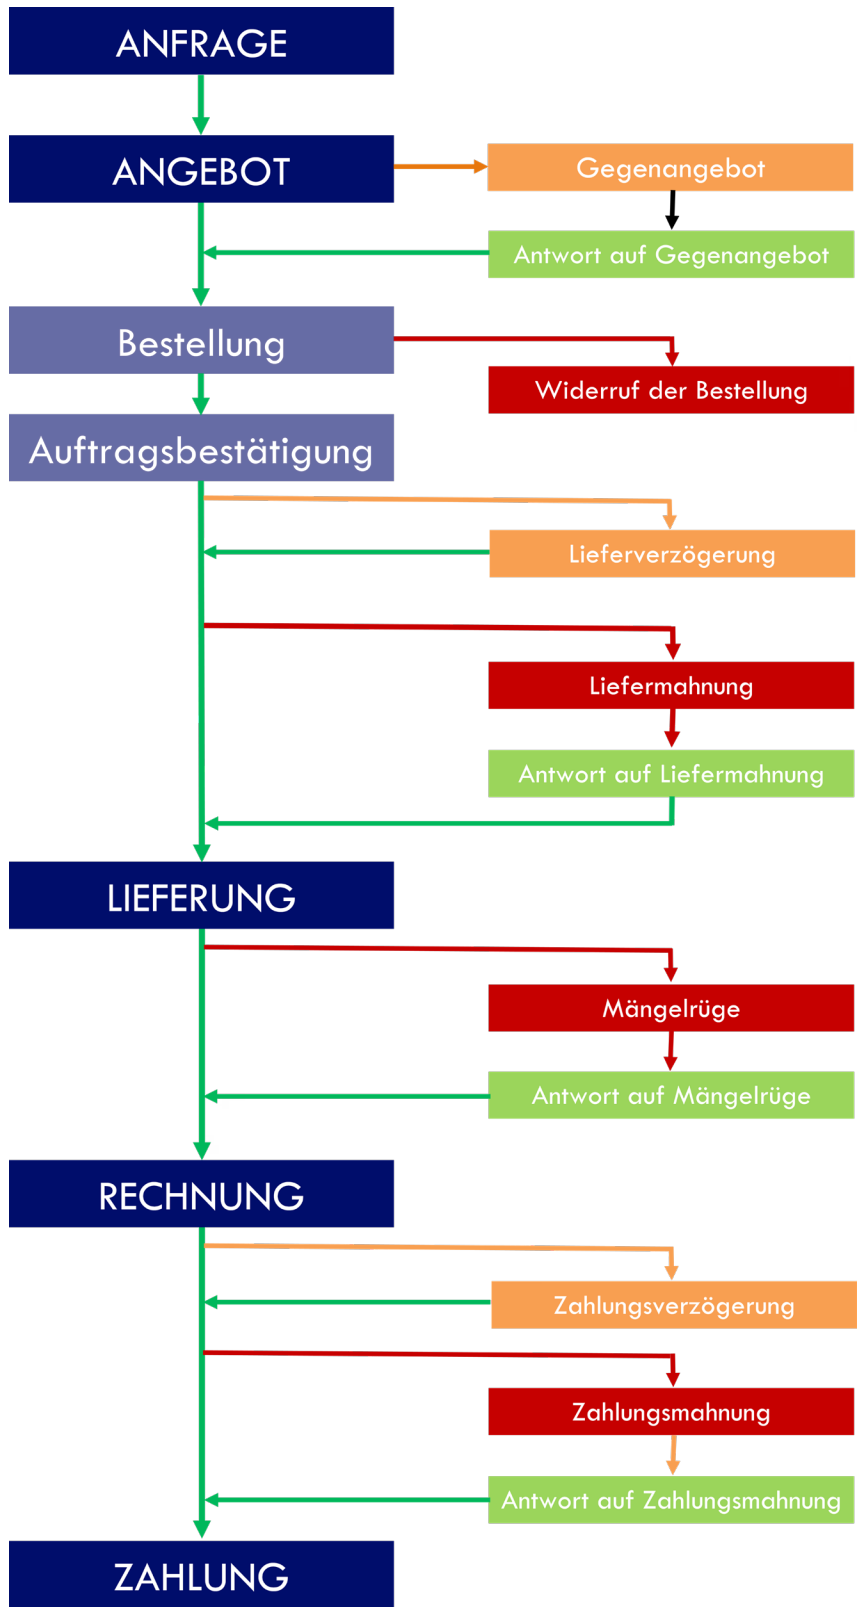 ANFRAGE
ANGEBOT
Gegenangebot
Antwort auf Gegenangebot
Bestellung
Widerruf der Bestellung
Auftragsbestätigung
Lieferverzögerung
Liefermahnung
Antwort auf Liefermahnung
LIEFERUNG
Mängelrüge
Antwort auf Mängelrüge
RECHNUNG
Zahlungsverzögerung
Zahlungsmahnung
Antwort auf Zahlungsmahnung
ZAHLUNG